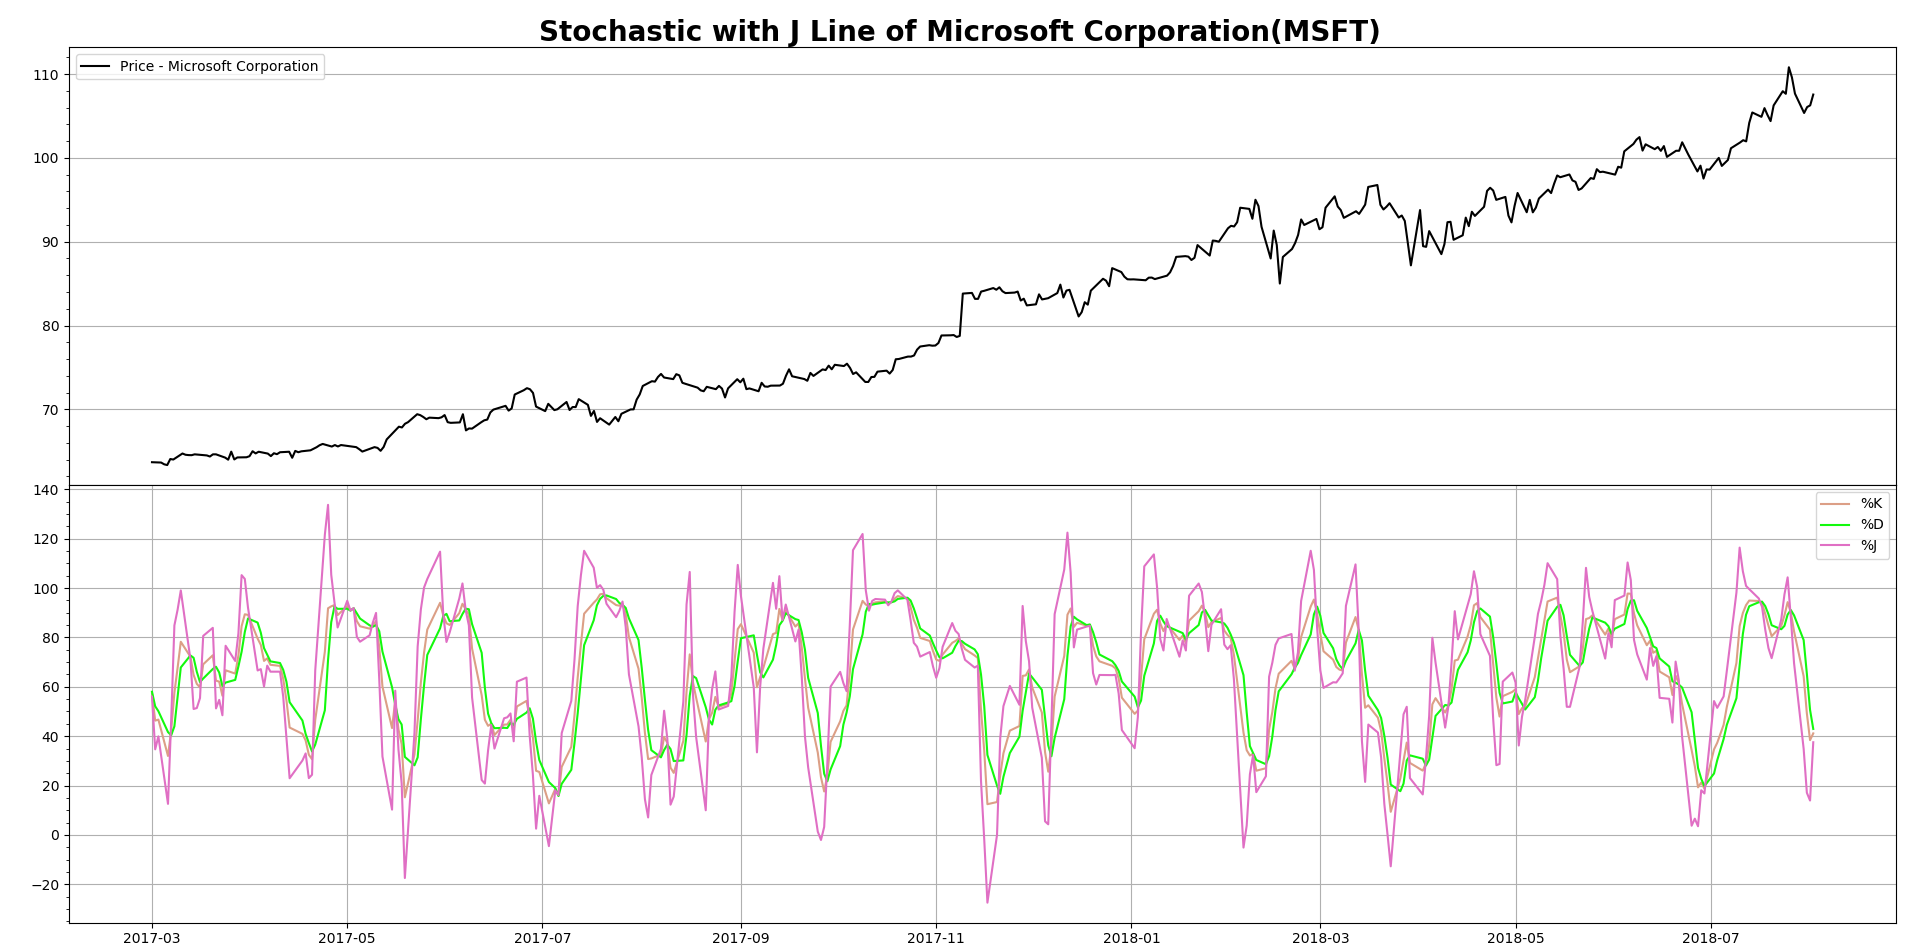 Stochastic with J Line of Microsoft Corporation(MSFT)
Price - Microsoft Corporation
110
100
90
80
70
%K
%D
%J
140
120
100
80
60
40
20
0
−20
2017-03 2017-05 2017-07 2017-09 2017-11 2018-01 2018-03 2018-05 2018-07